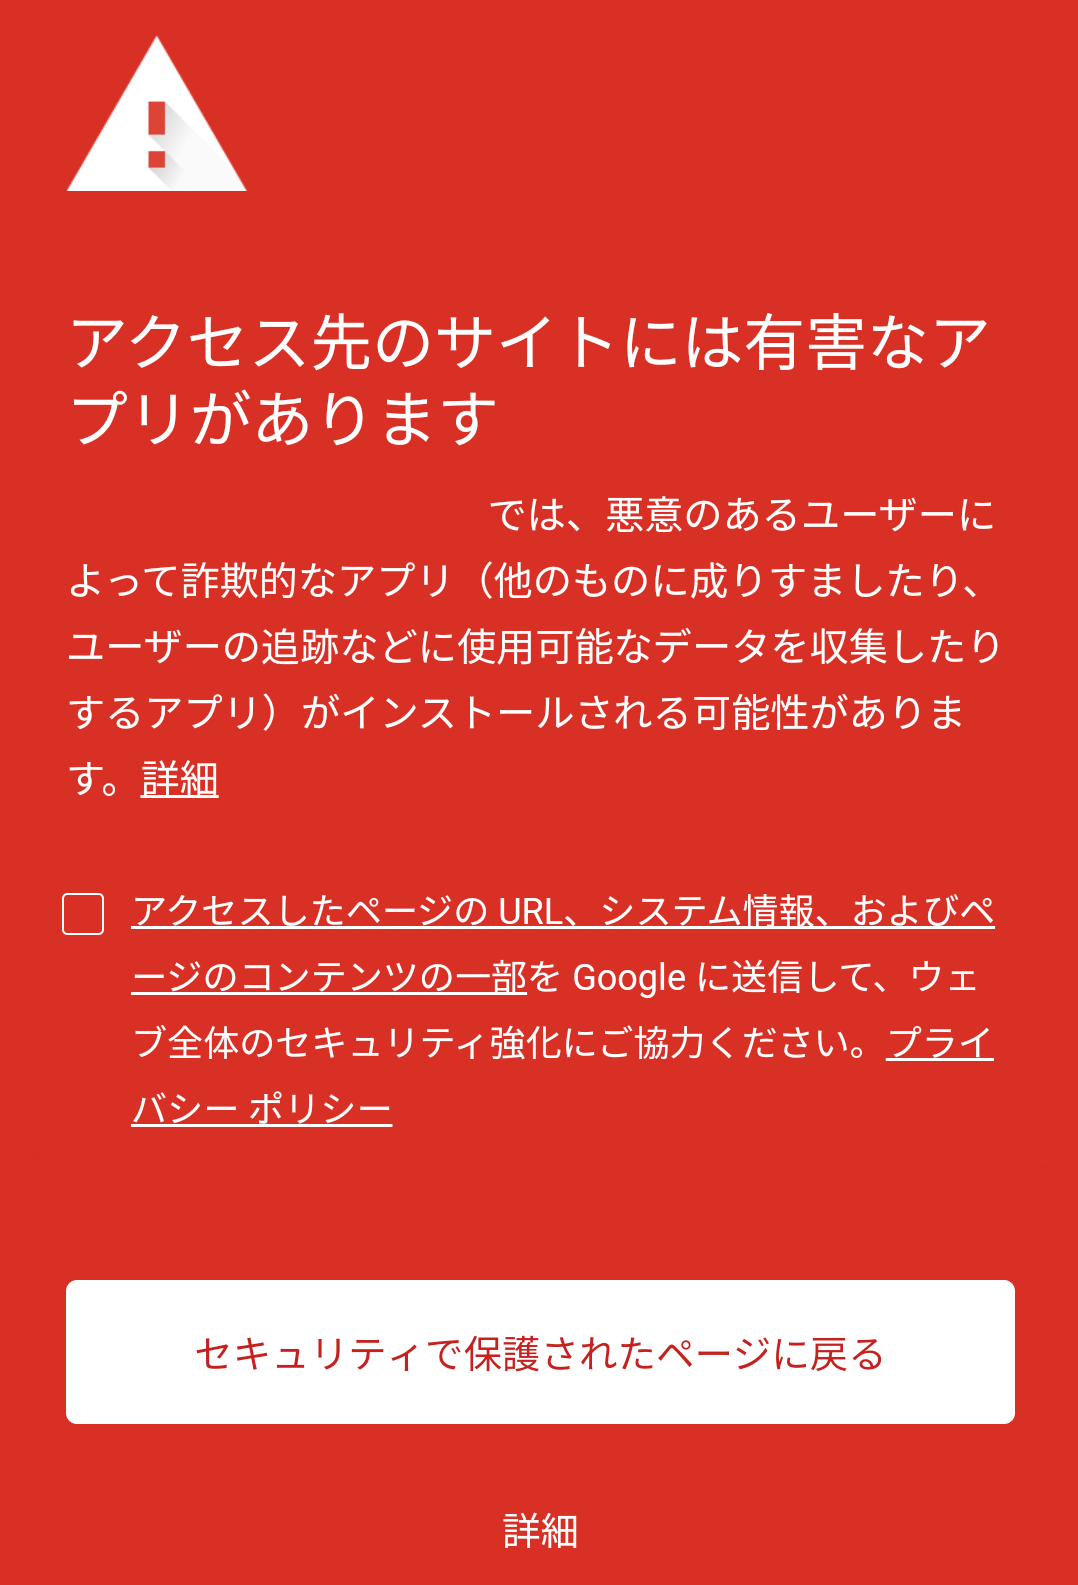 アクセス先のサイトには有害なア
プリがあります
では、悪意のあるユーザーに
よって詐欺的なアプリ（他のものに成りすましたり、
ユーザーの追跡などに使用可能なデータを収集したり
するアプリ）がインストールされる可能性がありま
す。詳細
アクセスしたページの URL、システム情報、およびペ
ージのコンテンツの一部を Google に送信して、ウェ
ブ全体のセキュリティ強化にご協力ください。プライ
バシー ポリシー
セキュリティで保護されたページに戻る
詳細